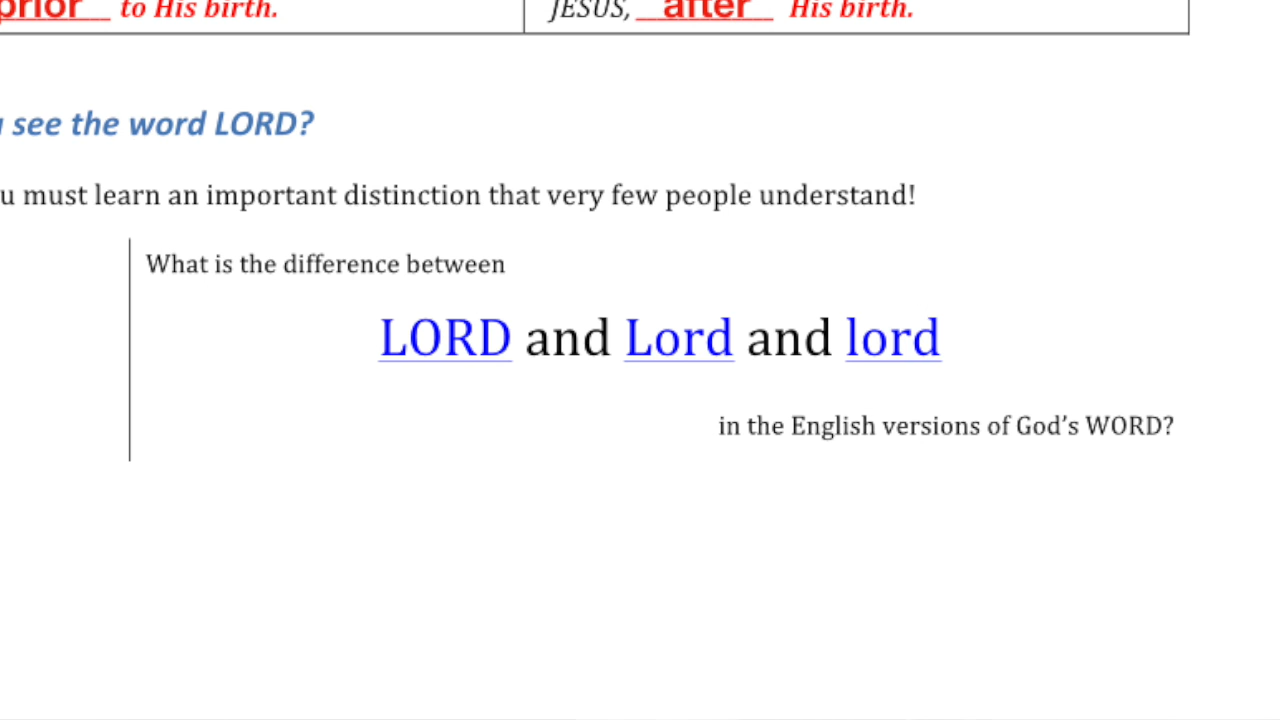 prior to His birth. JESUS, after His birth.
see the word LORD?
u must learn an important distinction that very few people understand!
What is the difference between
LORD and Lord and lord
in the English versions of God's WORD?